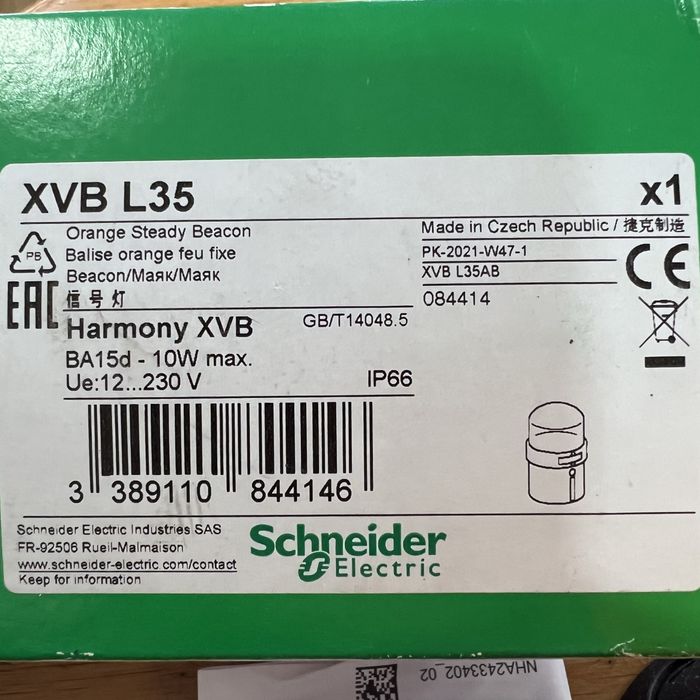 XVB L35
x1
Orange Steady Beacon
Balise orange feu fixe
Beacon/Маяк/Маяк
信号灯
PB
EAC
Made in Czech Republic / 捷克制造
PK-2021-W47-1
XVB L35AB
084414
CE
Harmony XVB
GB/T14048.5
BA15d - 10W max.
Ue:12...230 V
IP66
3 389110 844146
Schneider Electric Industries SAS
FR-92506 Rueil-Malmaison
www.schneider-electric.com/contact
Keep for information
Schneider
Electric
NHA2433402_02